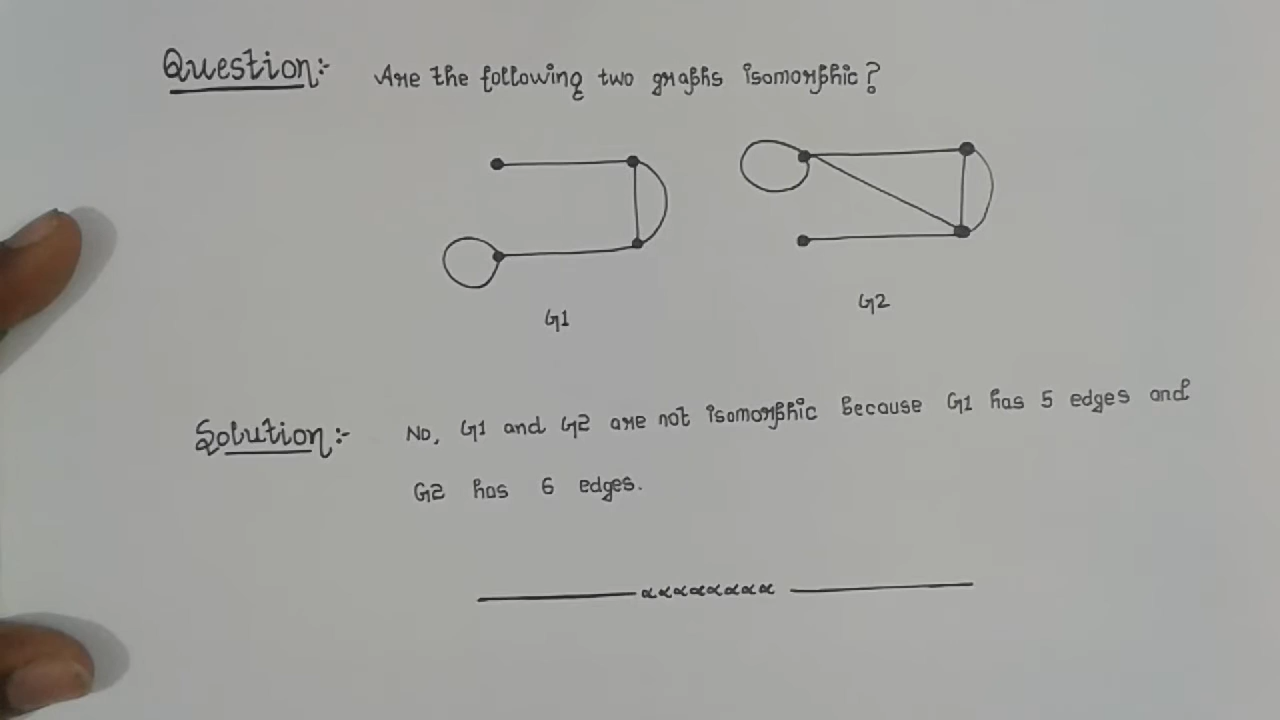 Question:- Are the following two graphs isomorphic?
G1
G2
Solution:- No, G1 and G2 are not isomorphic because G1 has 5 edges and
G2 has 6 edges.